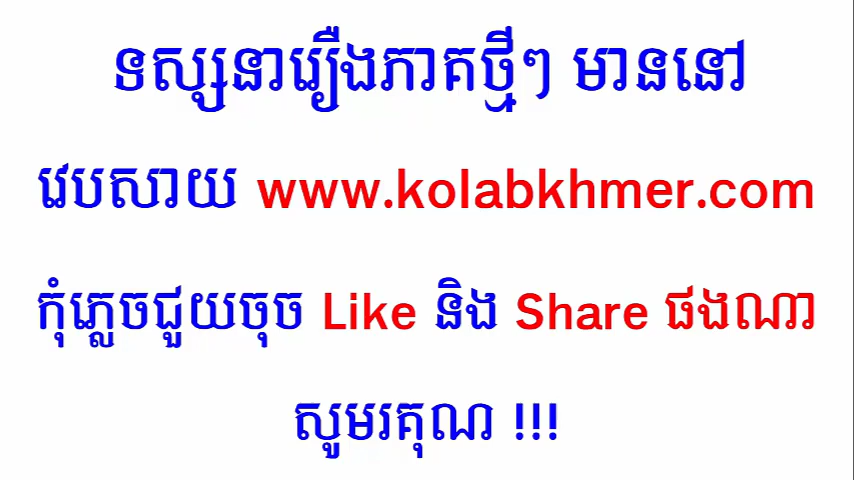 ទស្សនារឿងភាគថ្មីៗ មាននៅ
វេបសាយ www.kolabkhmer.com
កុំភ្លេចជួយចុច Like និង Share ផងណា
សូមរគុណ !!!